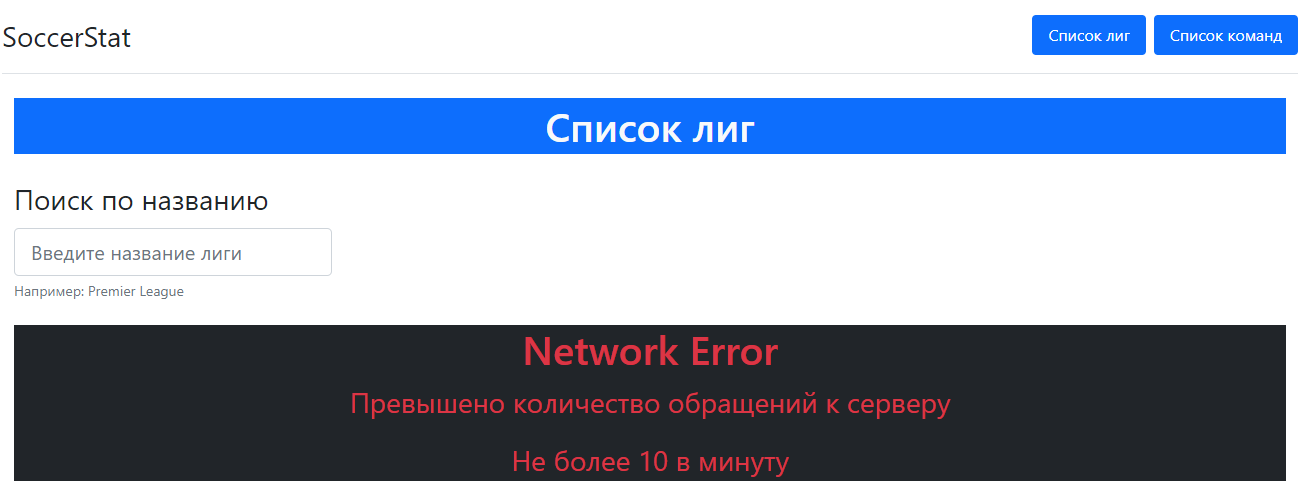 SoccerStat
Список лиг
Список команд
Список лиг
Поиск по названию
Введите название лиги
Например: Premier League
Network Error
Превышено количество обращений к серверу
Не более 10 в минуту